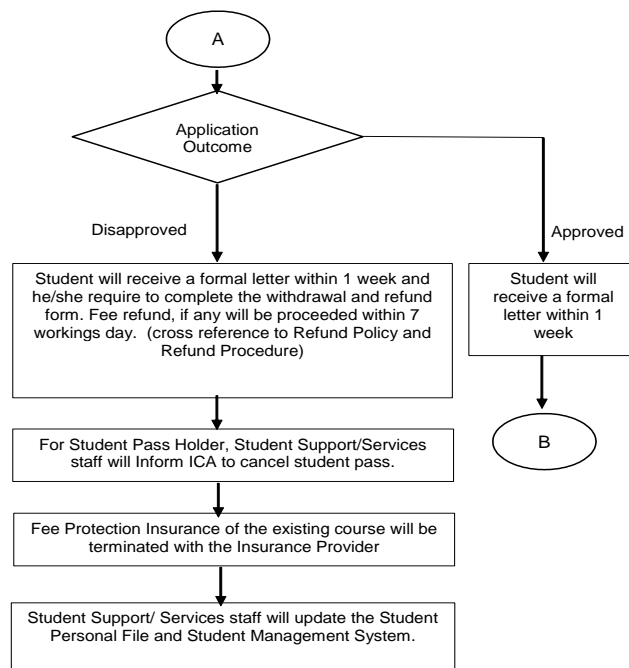 A
Application
Outcome
Disapproved
Approved
Student will receive a formal letter within 1 week and
he/she require to complete the withdrawal and refund
form. Fee refund, if any will be proceeded within 7
workings day.  (cross reference to Refund Policy and
Refund Procedure)
Student will
receive a formal
letter within 1
week
B
For Student Pass Holder, Student Support/Services
staff will Inform ICA to cancel student pass.
Fee Protection Insurance of the existing course will be
terminated with the Insurance Provider
Student Support/ Services staff will update the Student
Personal File and Student Management System.